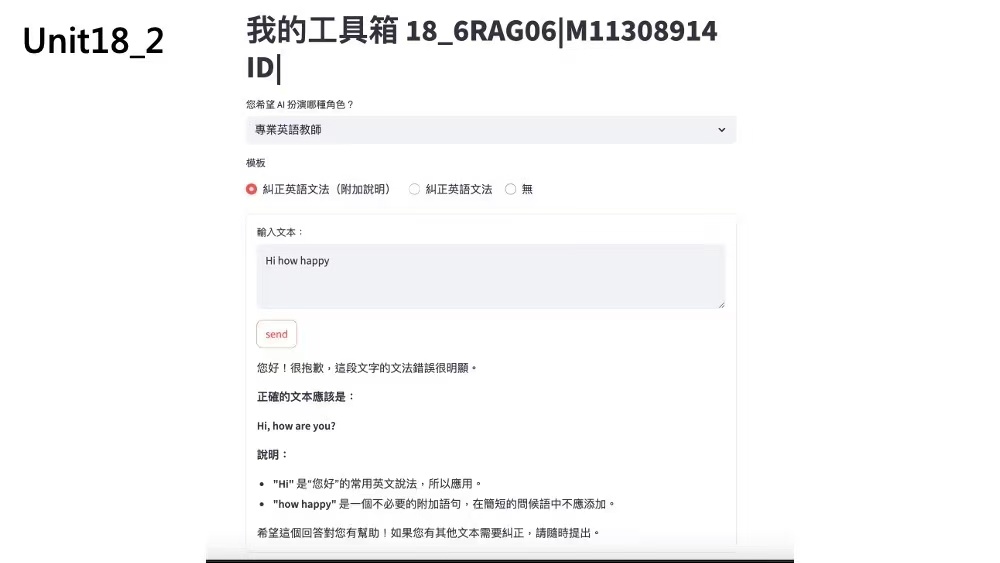 Unit18_2
我的工具箱 18_6RAG06|M11308914
ID|
您希望 AI 扮演哪種角色？
專業英語教師
模板
糾正英語文法（附加說明）
糾正英語文法
無
輸入文本：
Hi how happy
send
您好！很抱歉，這段文字的文法錯誤很明顯。
正確的文本應該是：
Hi, how are you?
說明：
• "Hi" 是“您好”的常用英文說法，所以應用。
• "how happy" 是一個不必要的附加語句，在簡短的問候語中不應添加。
希望這個回答對您有幫助！如果您有其他文本需要糾正，請隨時提出。